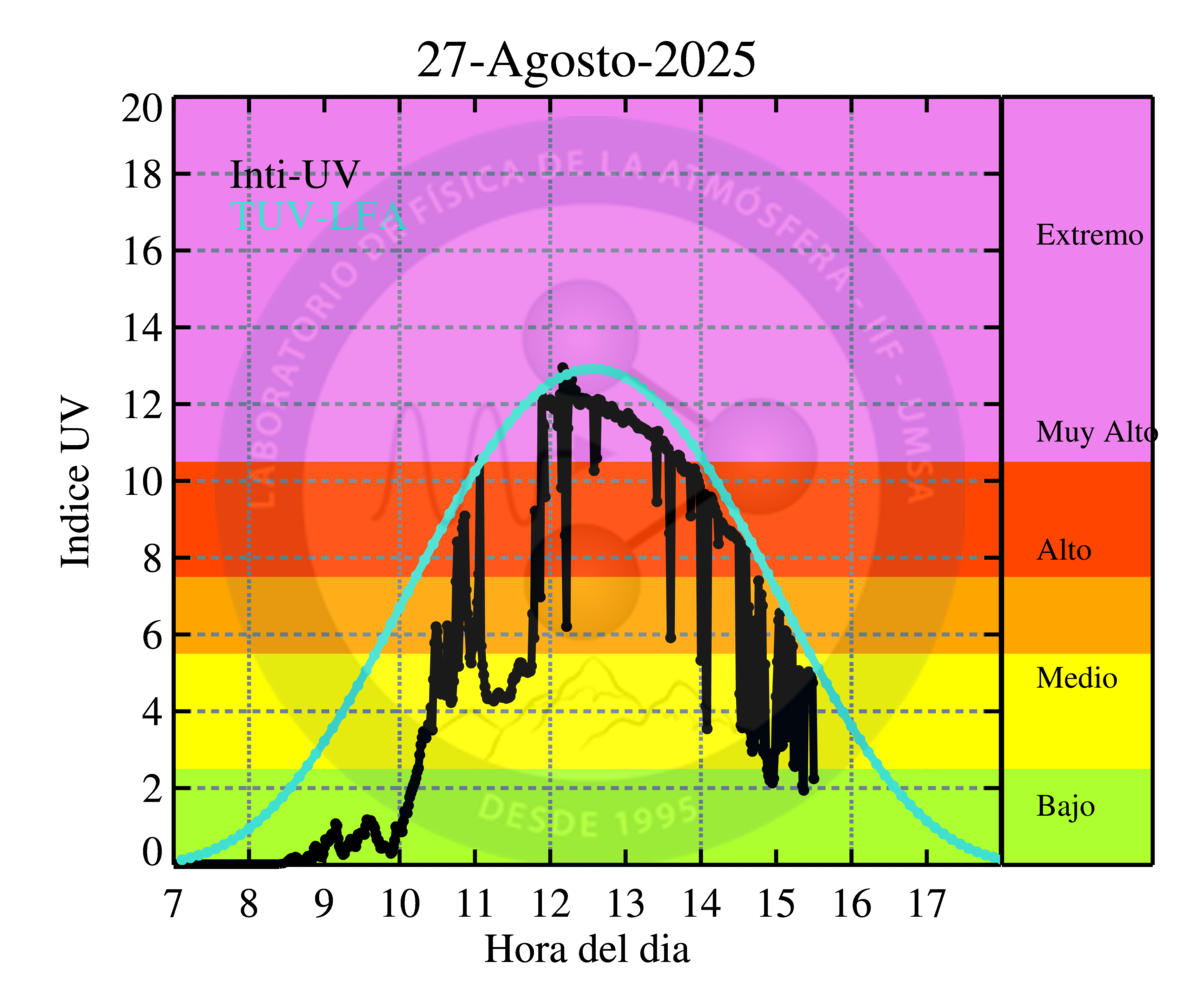 27-Agosto-2025
20
18
16
14
12
10
8
6
4
2
0
Indice UV
Inti-UV
TUV-LFA
LABORATORIO DE FÍSICA DE LA ATMÓSFERA - IIF - UMSA
DESDE 1995
Extremo
Muy Alto
Alto
Medio
Bajo
7 8 9 10 11 12 13 14 15 16 17
Hora del dia